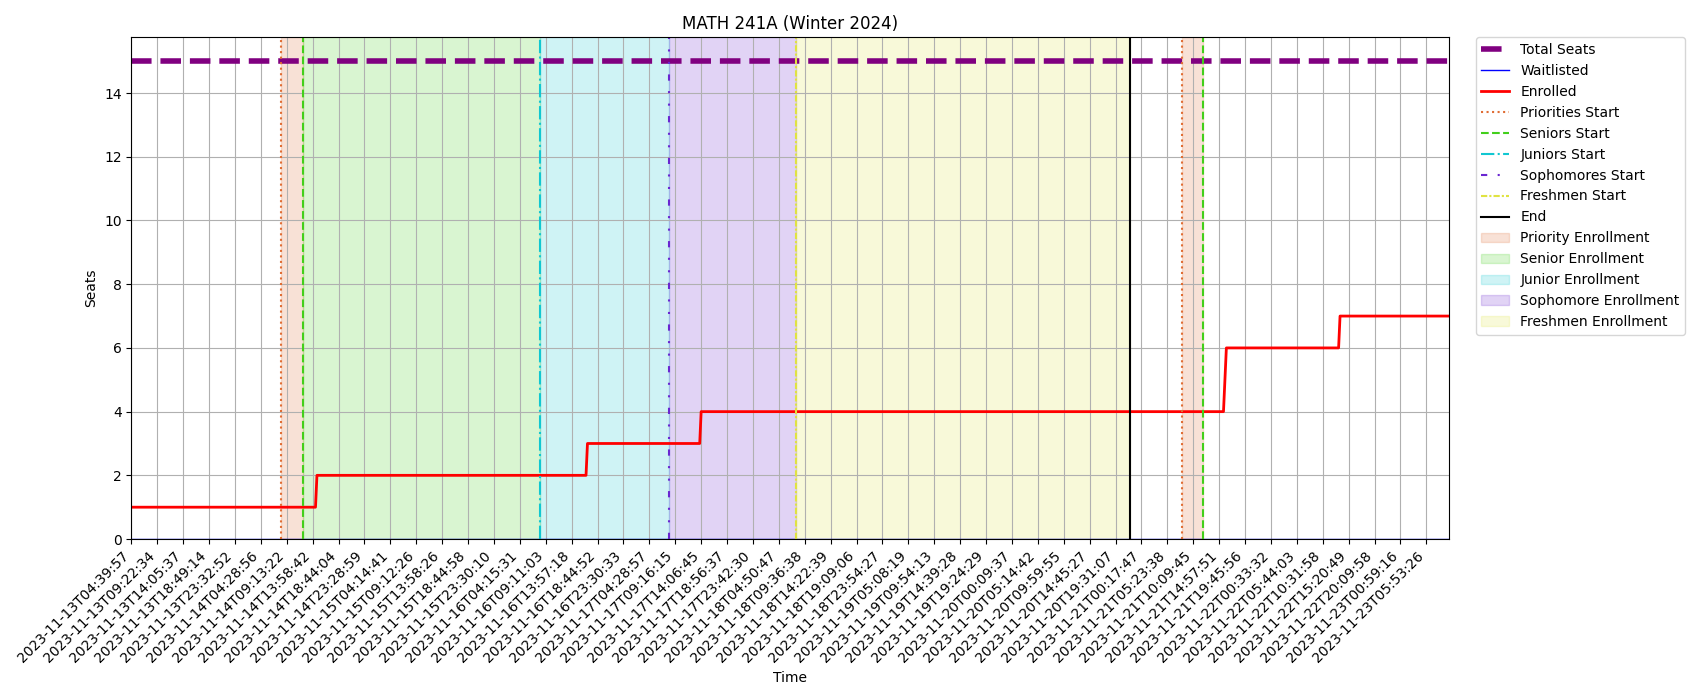 MATH 241A (Winter 2024)
Seats
14
12
10
8
6
4
2
0
2023-11-13T04:39:57
2023-11-13T09:22:34
2023-11-13T14:05:37
2023-11-13T18:49:14
2023-11-13T23:32:52
2023-11-14T04:28:56
2023-11-14T09:13:22
2023-11-14T13:58:42
2023-11-14T18:44:04
2023-11-14T23:28:59
2023-11-15T04:14:41
2023-11-15T09:12:26
2023-11-15T13:58:26
2023-11-15T18:44:58
2023-11-15T23:30:10
2023-11-16T04:15:31
2023-11-16T09:11:03
2023-11-16T13:57:18
2023-11-16T18:44:52
2023-11-16T23:30:33
2023-11-17T04:28:57
2023-11-17T09:16:15
2023-11-17T14:06:45
2023-11-17T18:56:37
2023-11-17T23:42:30
2023-11-18T04:50:47
2023-11-18T09:36:38
2023-11-18T14:22:39
2023-11-18T19:09:06
2023-11-18T23:54:27
2023-11-19T05:08:19
2023-11-19T09:54:13
2023-11-19T14:39:28
2023-11-19T19:24:29
2023-11-20T00:09:37
2023-11-20T05:14:42
2023-11-20T09:59:55
2023-11-20T14:45:27
2023-11-20T19:31:07
2023-11-21T00:17:47
2023-11-21T05:23:38
2023-11-21T10:09:45
2023-11-21T14:57:51
2023-11-21T19:45:56
2023-11-22T00:33:32
2023-11-22T05:44:03
2023-11-22T10:31:58
2023-11-22T15:20:49
2023-11-22T20:09:58
2023-11-23T00:59:16
2023-11-23T05:53:26
Time
Total Seats
Waitlisted
Enrolled
Priorities Start
Seniors Start
Juniors Start
Sophomores Start
Freshmen Start
End
Priority Enrollment
Senior Enrollment
Junior Enrollment
Sophomore Enrollment
Freshmen Enrollment